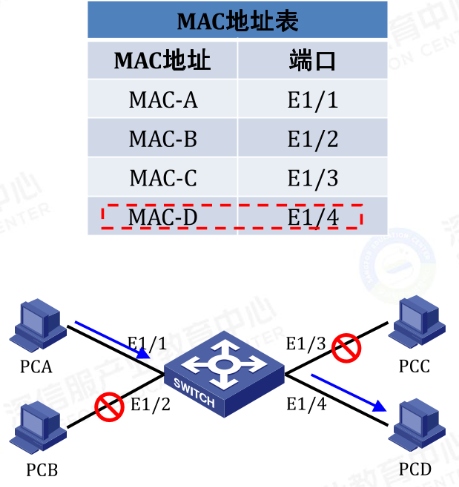 MAC地址表
MAC地址 端口
MAC-A E1/1
MAC-B E1/2
MAC-C E1/3
MAC-D E1/4
E1/1 E1/3
PCA SWITCH PCC
E1/2 E1/4
PCB PCD